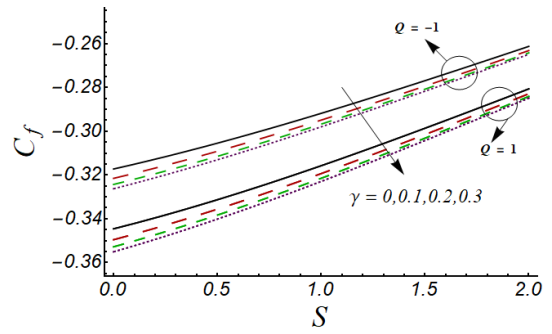 -0.26
-0.28
-0.30
-0.32
-0.34
-0.36
C_f
Q = -1
Q = 1
γ = 0,0.1,0.2,0.3
0.0 0.5 1.0 1.5 2.0
S